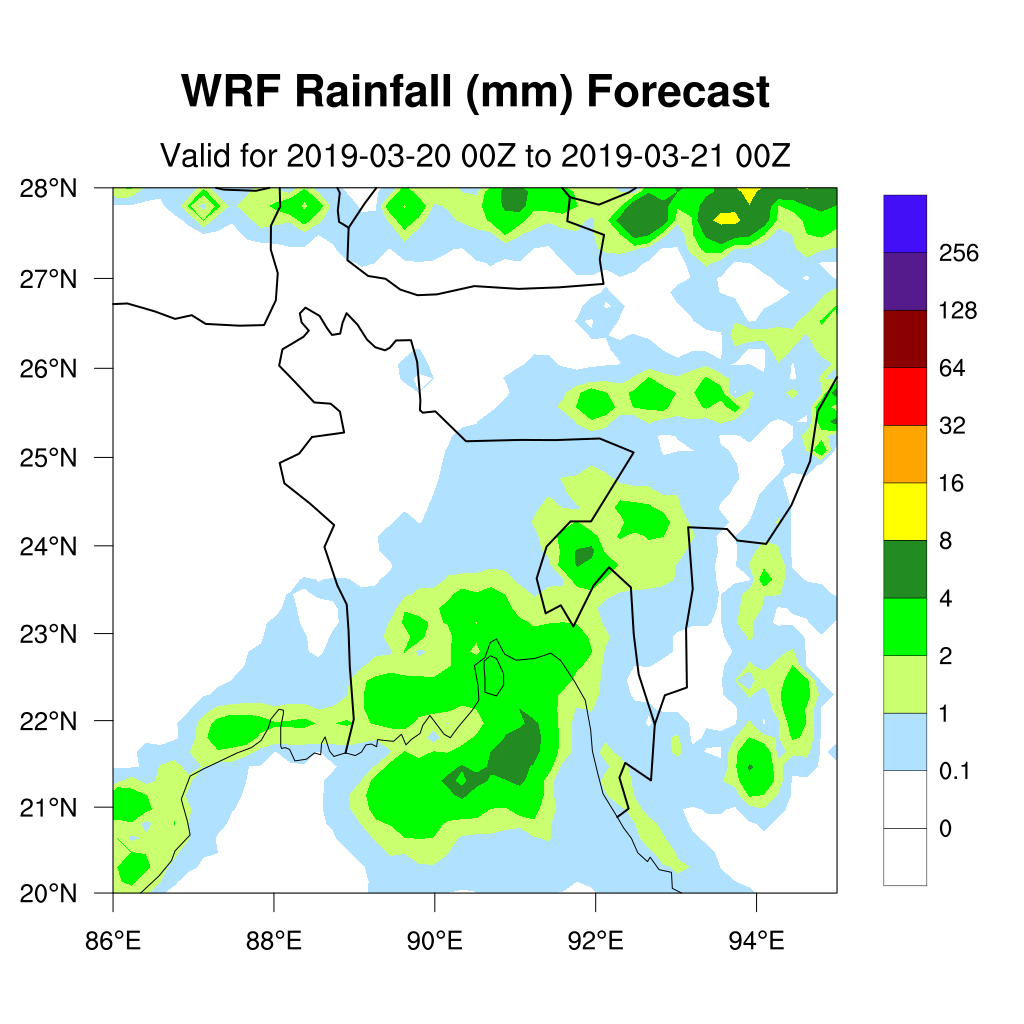 WRF Rainfall (mm) Forecast
Valid for 2019-03-20 00Z to 2019-03-21 00Z
28°N
27°N
26°N
25°N
24°N
23°N
22°N
21°N
20°N
86°E 88°E 90°E 92°E 94°E
256
128
64
32
16
8
4
2
1
0.1
0